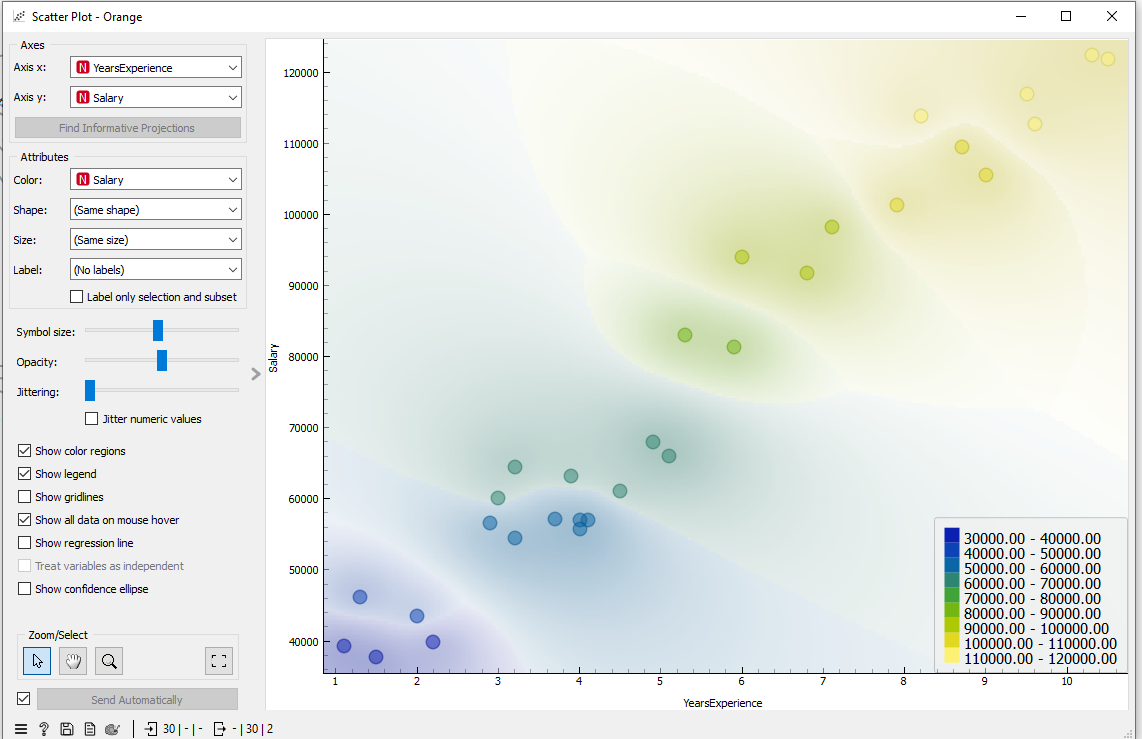 Scatter Plot - Orange
Axes
Axis x: N YearsExperience
Axis y: N Salary
Find Informative Projections
Attributes
Color: N Salary
Shape: (Same shape)
Size: (Same size)
Label: (No labels)
Label only selection and subset
Symbol size:
Opacity:
Jittering:
Jitter numeric values
Show color regions
Show legend
Show gridlines
Show all data on mouse hover
Show regression line
Treat variables as independent
Show confidence ellipse
Zoom/Select
Send Automatically
30 | - | - - | 30 | 2
120000
110000
100000
90000
80000
70000
60000
50000
40000
Salary
1 2 3 4 5 6 7 8 9 10
YearsExperience
30000.00 - 40000.00
40000.00 - 50000.00
50000.00 - 60000.00
60000.00 - 70000.00
70000.00 - 80000.00
80000.00 - 90000.00
90000.00 - 100000.00
100000.00 - 110000.00
110000.00 - 120000.00